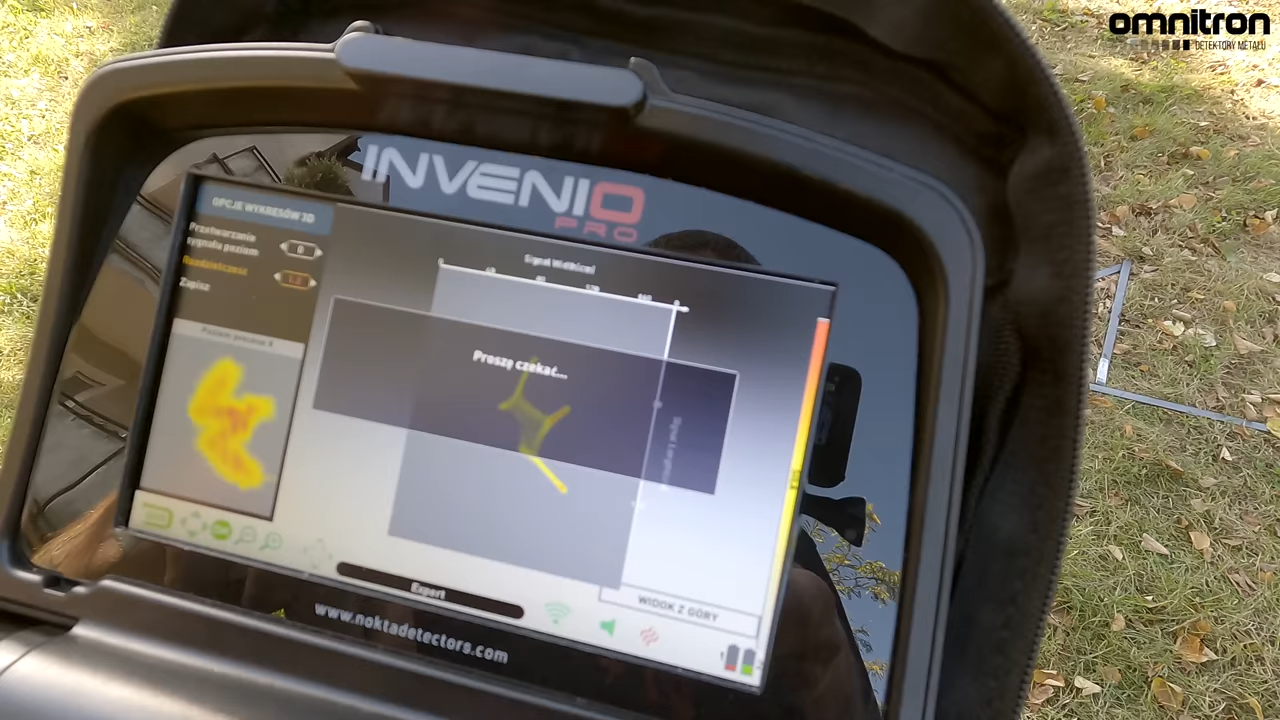 omnitron
DETEKTORY METALU
INVENIO
PRO
OPCJE WYKRESÓW 3D
Przetwarzanie
sygnału poziom
0
Rozdzielczość
Zapisz
Proszę czekać...
WIDOK Z GÓRY
Expert
www.noktadetectors.com